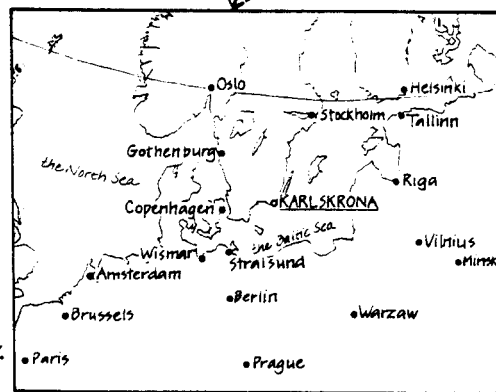 Oslo
Helsinki
Stockholm
Tallinn
Gothenburg
the North Sea
Riga
Copenhagen
KARLSKRONA
the Baltic Sea
Vilnius
Wismar
Stralsund
Minsk
Amsterdam
Berlin
Brussels
Warzaw
Paris
Prague